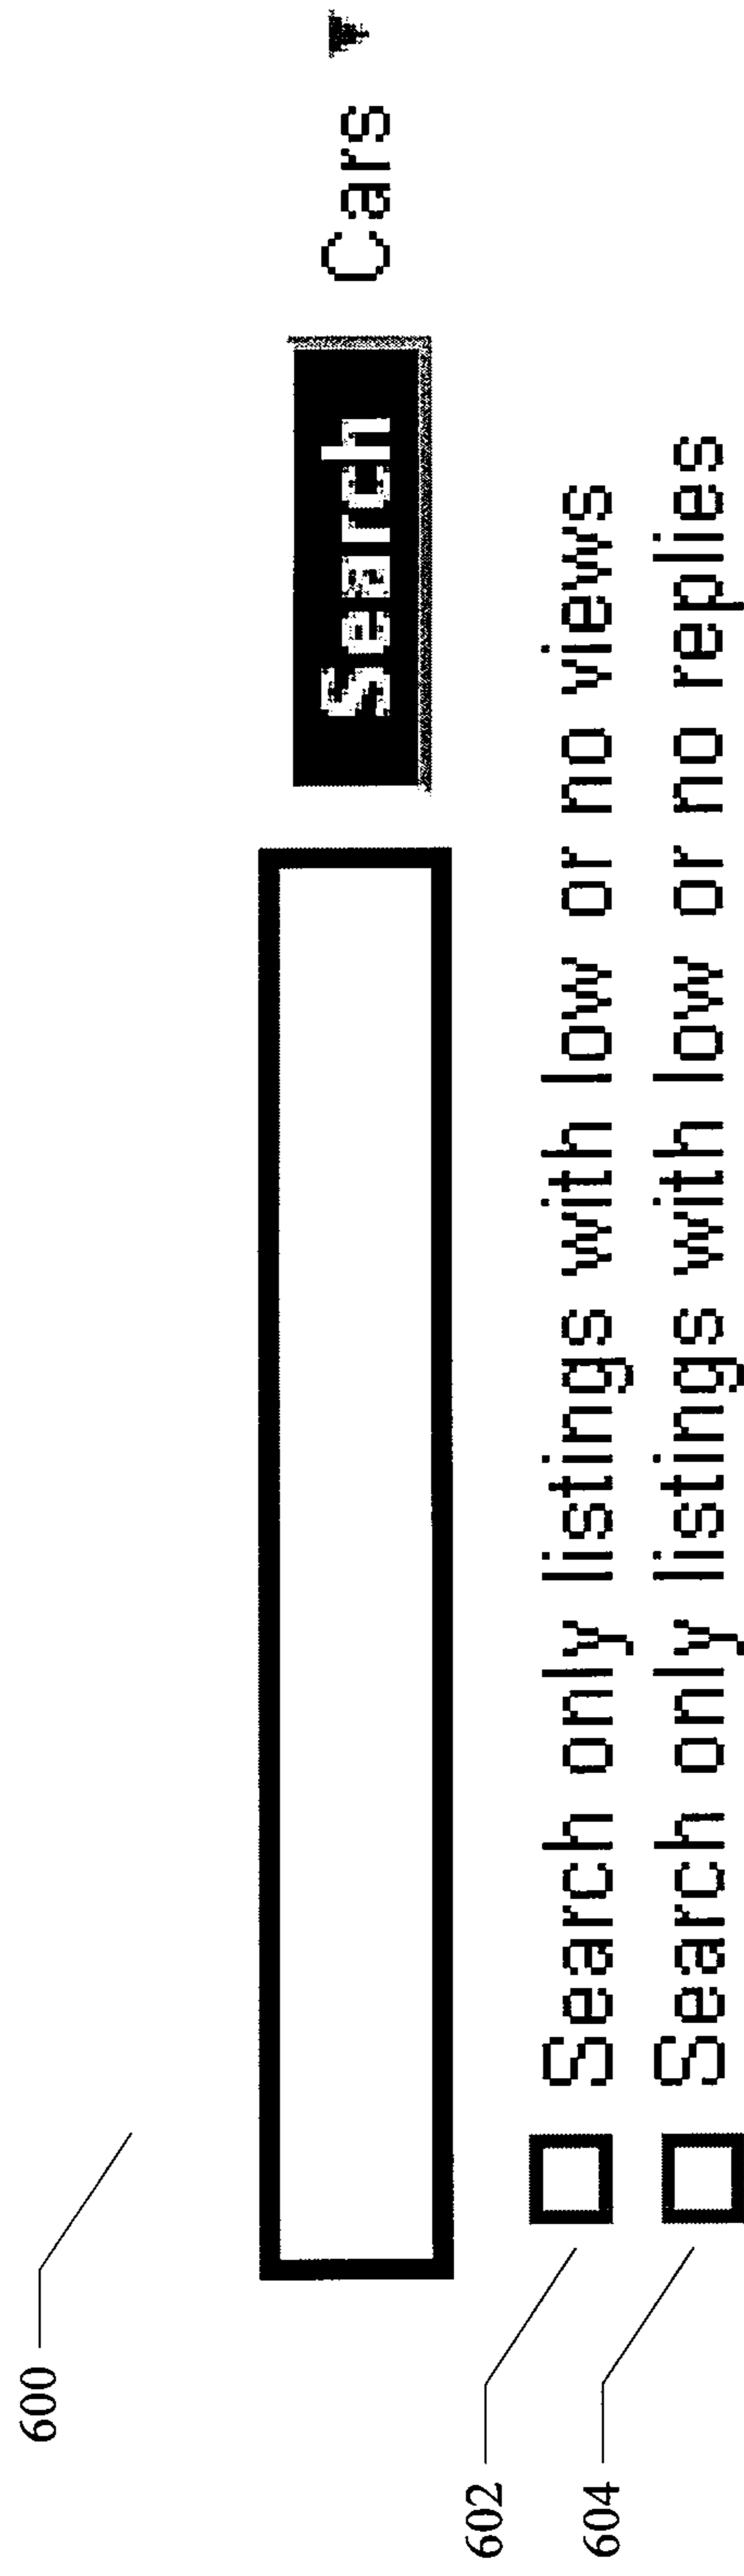 600
Search Cars
602 Search only listings with low or no views
604 Search only listings with low or no replies